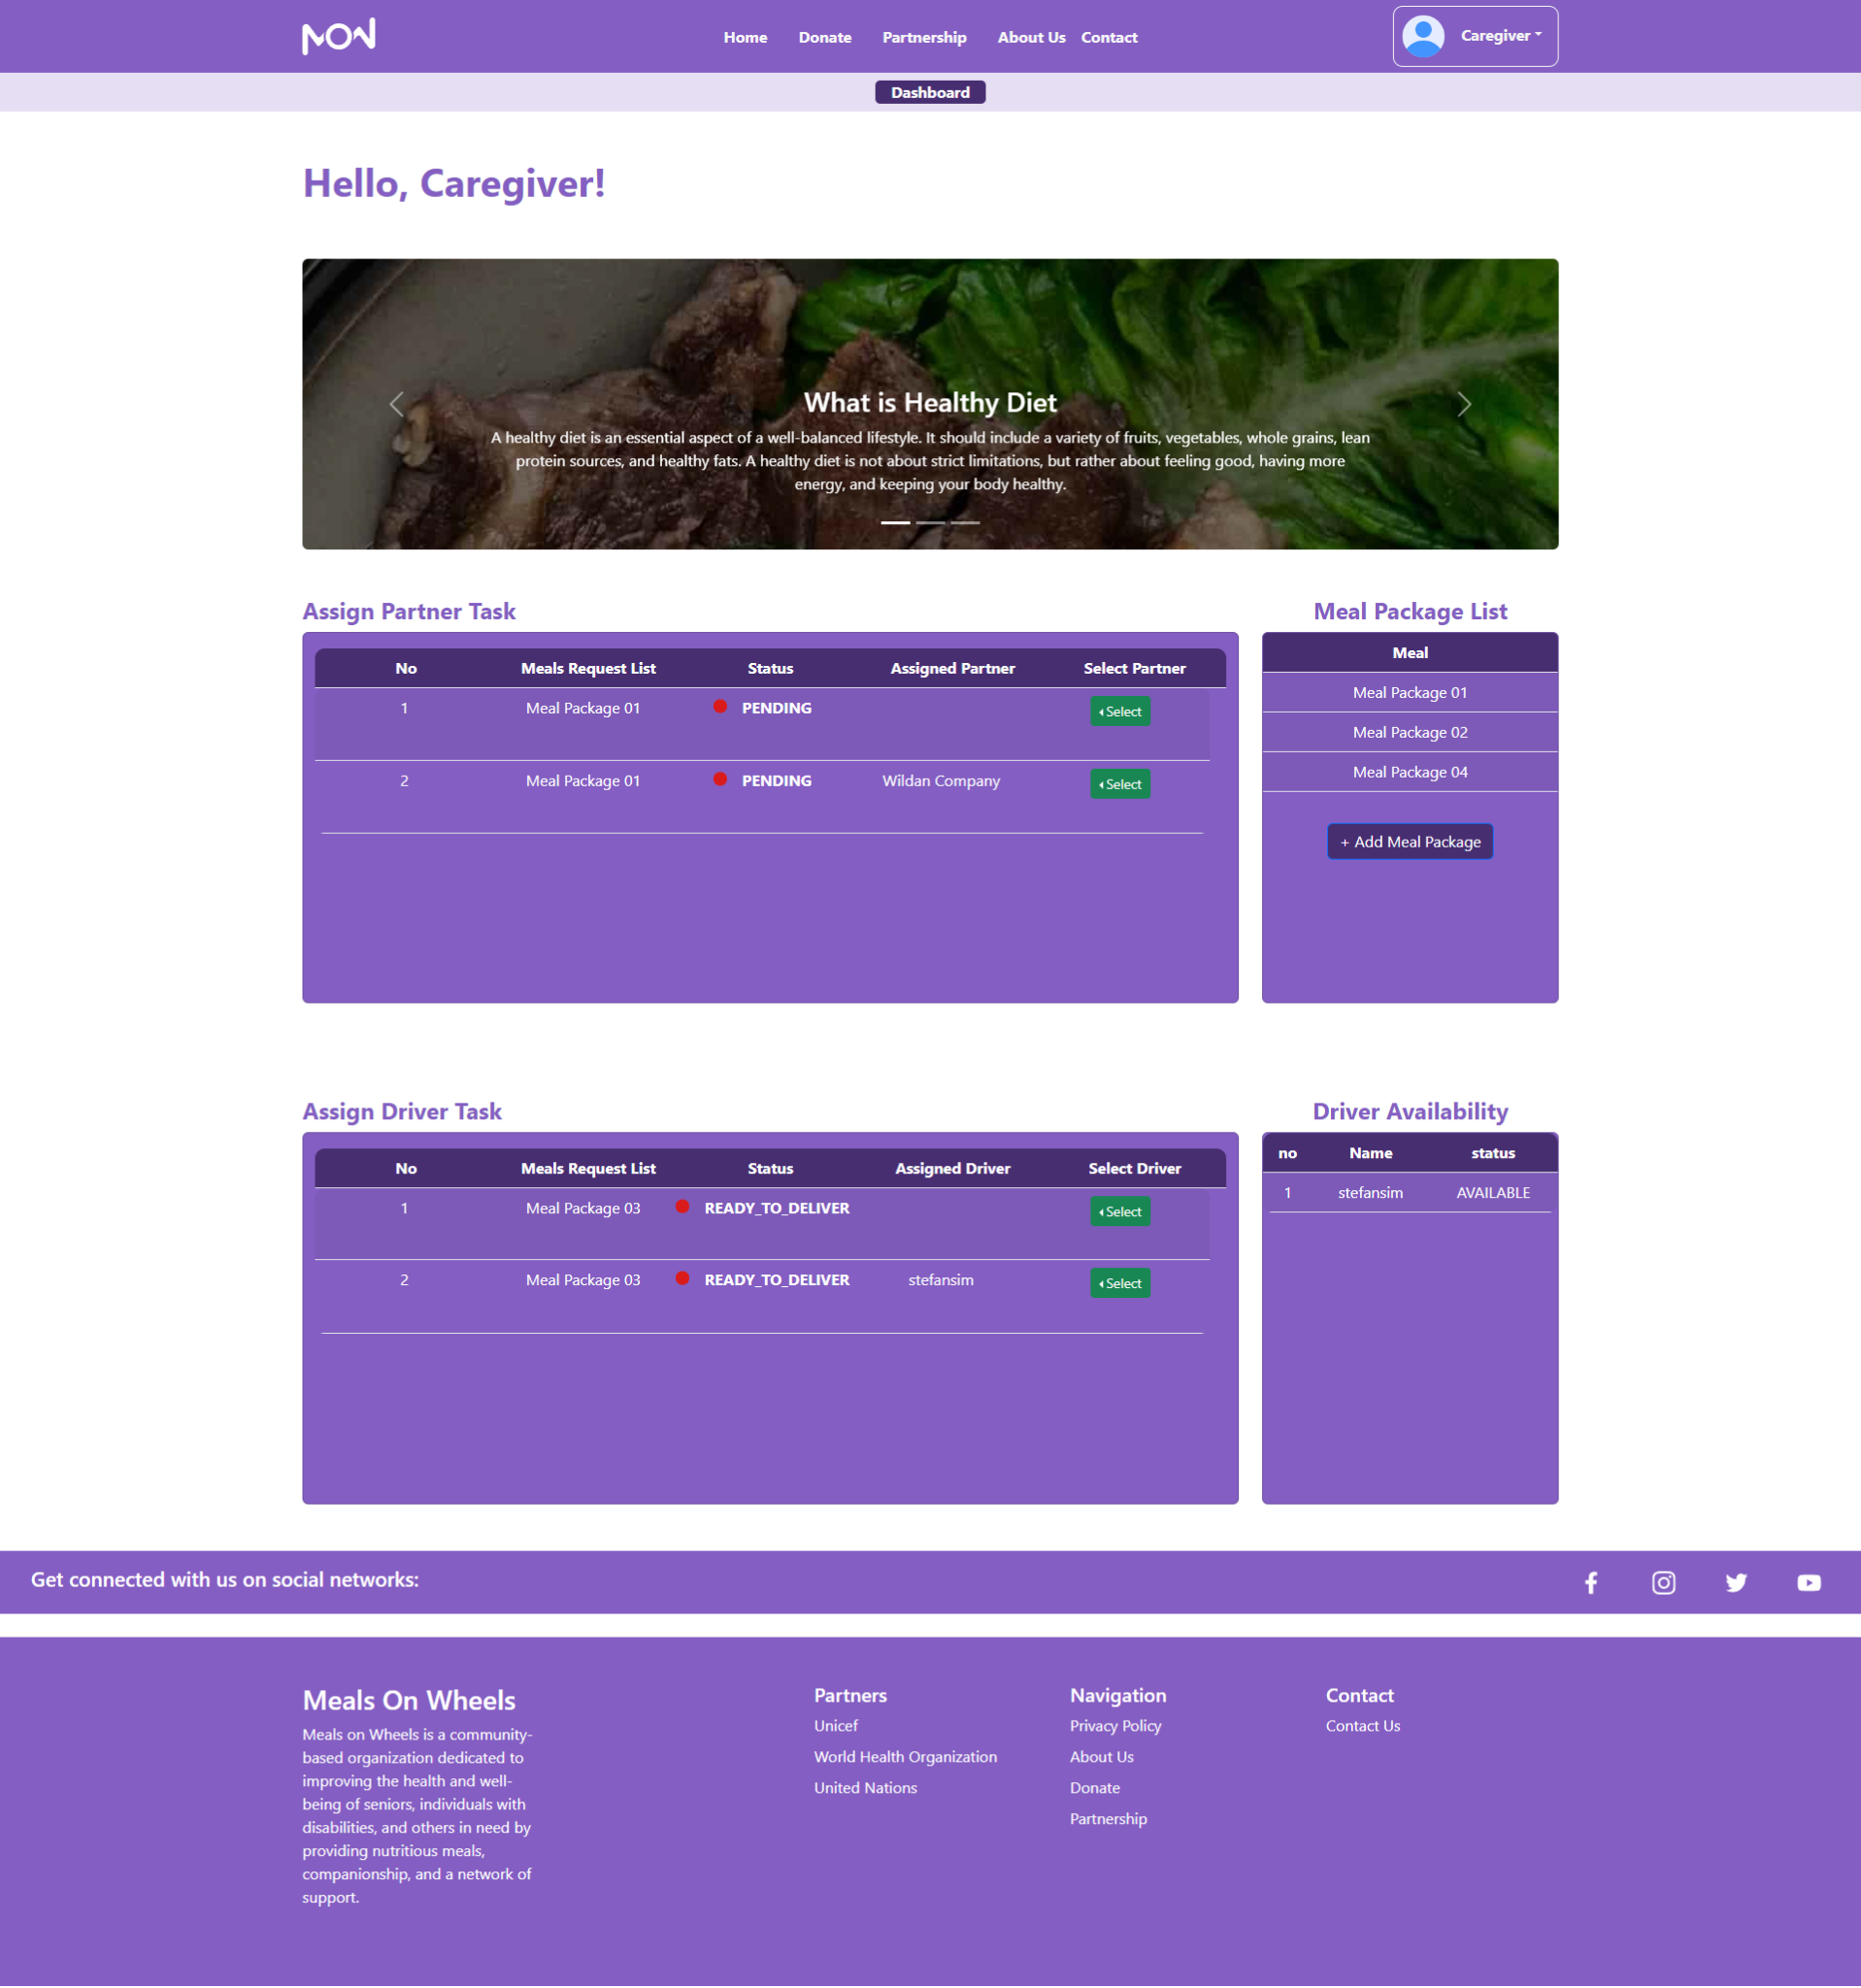 MOW
Home Donate Partnership About Us Contact
Caregiver
Dashboard
Hello, Caregiver!
What is Healthy Diet
A healthy diet is an essential aspect of a well-balanced lifestyle. It should include a variety of fruits, vegetables, whole grains, lean
protein sources, and healthy fats. A healthy diet is not about strict limitations, but rather about feeling good, having more
energy, and keeping your body healthy.
Assign Partner Task
No Meals Request List Status Assigned Partner Select Partner
1 Meal Package 01 PENDING Select
2 Meal Package 01 PENDING Wildan Company Select
Meal Package List
Meal
Meal Package 01
Meal Package 02
Meal Package 04
+ Add Meal Package
Assign Driver Task
No Meals Request List Status Assigned Driver Select Driver
1 Meal Package 03 READY_TO_DELIVER Select
2 Meal Package 03 READY_TO_DELIVER stefansim Select
Driver Availability
no Name status
1 stefansim AVAILABLE
Get connected with us on social networks:
Meals On Wheels
Meals on Wheels is a community-
based organization dedicated to
improving the health and well-
being of seniors, individuals with
disabilities, and others in need by
providing nutritious meals,
companionship, and a network of
support.
Partners
Unicef
World Health Organization
United Nations
Navigation
Privacy Policy
About Us
Donate
Partnership
Contact
Contact Us